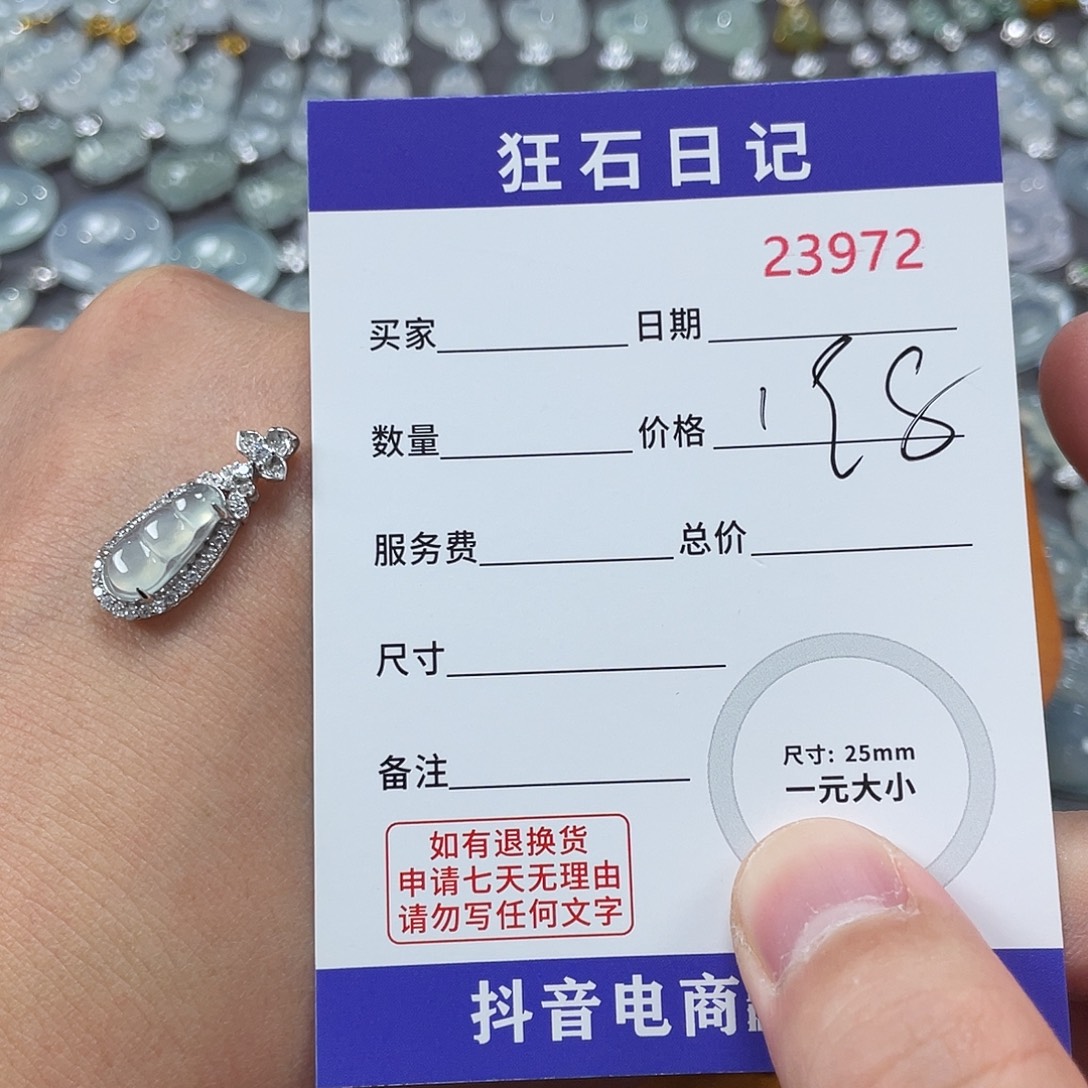 狂石日记
23972
买家 日期
数量 价格
服务费 总价
尺寸
备注
尺寸: 25mm
一元大小
如有退换货
申请七天无理由
请勿写任何文字
抖音电商